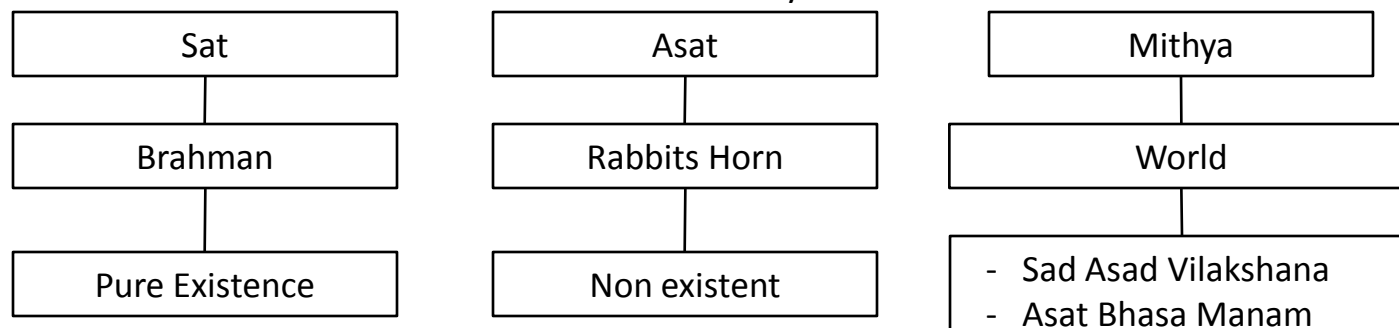 Sat
Asat
Mithya
Brahman
Rabbits Horn
World
Pure Existence
Non existent
- Sad Asad Vilakshana
- Asat Bhasa Manam